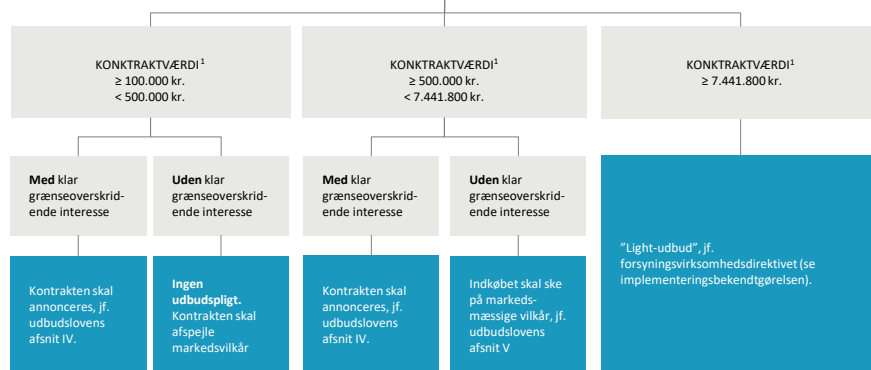 KONKTRAKTVÆRDI¹
≥ 100.000 kr.
< 500.000 kr.
KONKTRAKTVÆRDI¹
≥ 500.000 kr.
< 7.441.800 kr.
KONKTRAKTVÆRDI¹
≥ 7.441.800 kr.
Med klar
grænseoverskrid-
ende interesse
Uden klar
grænseoverskrid-
ende interesse
Med klar
grænseoverskrid-
ende interesse
Uden klar
grænseoverskrid-
ende interesse
Kontrakten skal
annonceres, jf.
udbudslovens
afsnit IV.
Ingen
udbudspligt.
Kontrakten skal
afspejle
markedsvilkår
Kontrakten skal
annonceres, jf.
udbudslovens
afsnit IV.
Indkøbet skal ske
på markeds-
mæssige vilkår, jf.
udbudslovens
afsnit V
”Light-udbud”, jf.
forsyningsvirksomhedsdirektivet (se
implementeringsbekendtgørelsen).